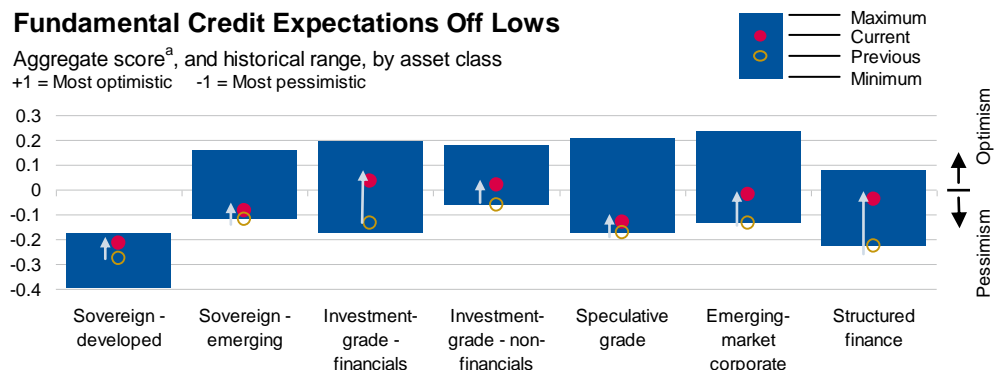 Fundamental Credit Expectations Off Lows
Aggregate scoreª, and historical range, by asset class
+1 = Most optimistic -1 = Most pessimistic
Maximum
Current
Previous
Minimum
0.3
0.2
0.1
0
-0.1
-0.2
-0.3
-0.4
Optimism
Pessimism
Sovereign -
developed
Sovereign -
emerging
Investment-
grade -
financials
Investment-
grade - non-
financials
Speculative
grade
Emerging-
market
corporate
Structured
finance